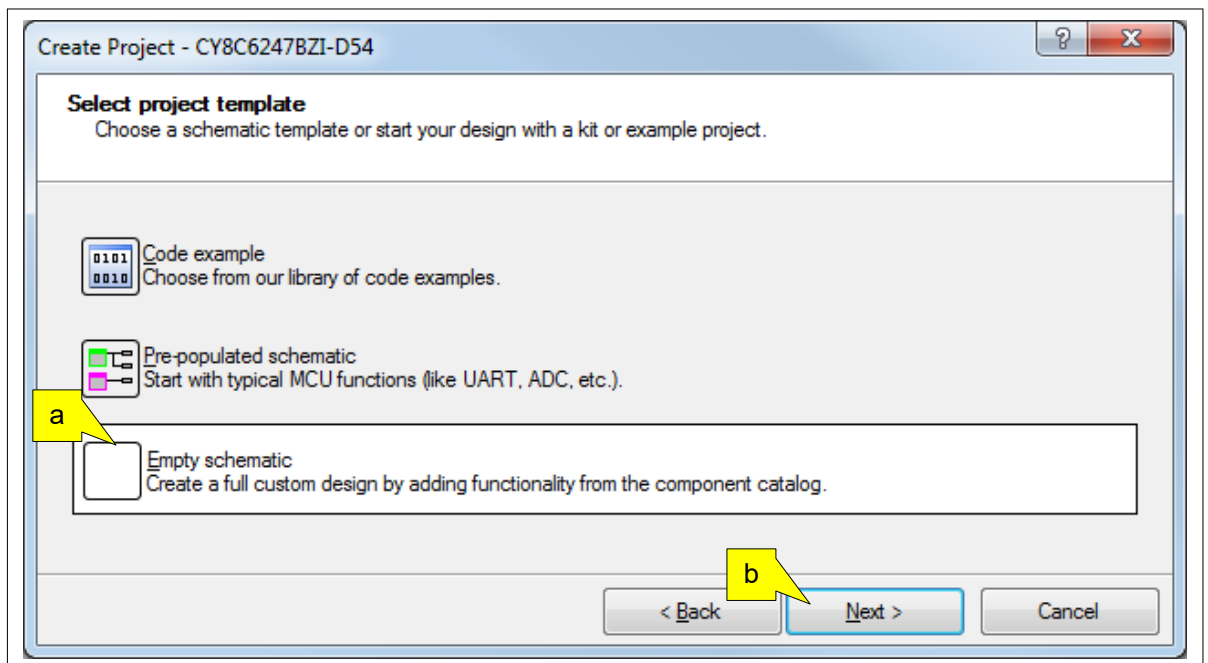 Create Project - CY8C6247BZI-D54
Select project template
Choose a schematic template or start your design with a kit or example project.
0101
0010
Code example
Choose from our library of code examples.
Pre-populated schematic
Start with typical MCU functions (like UART, ADC, etc.).
a
Empty schematic
Create a full custom design by adding functionality from the component catalog.
b
< Back
Next >
Cancel